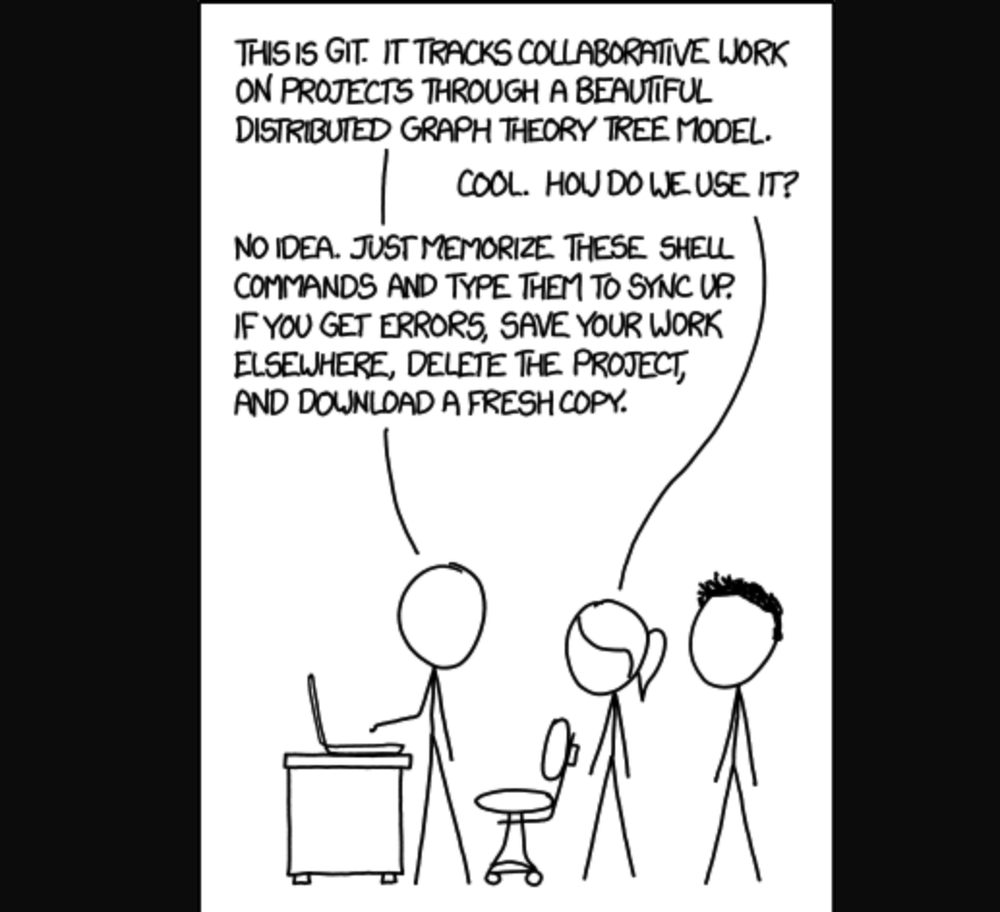 THIS IS GIT. IT TRACKS COLLABORATIVE WORK
ON PROJECTS THROUGH A BEAUTIFUL
DISTRIBUTED GRAPH THEORY TREE MODEL.
COOL. HOW DO WE USE IT?
NO IDEA. JUST MEMORIZE THESE SHELL
COMMANDS AND TYPE THEM TO SYNC UP.
IF YOU GET ERRORS, SAVE YOUR WORK
ELSEWHERE, DELETE THE PROJECT,
AND DOWNLOAD A FRESH COPY.